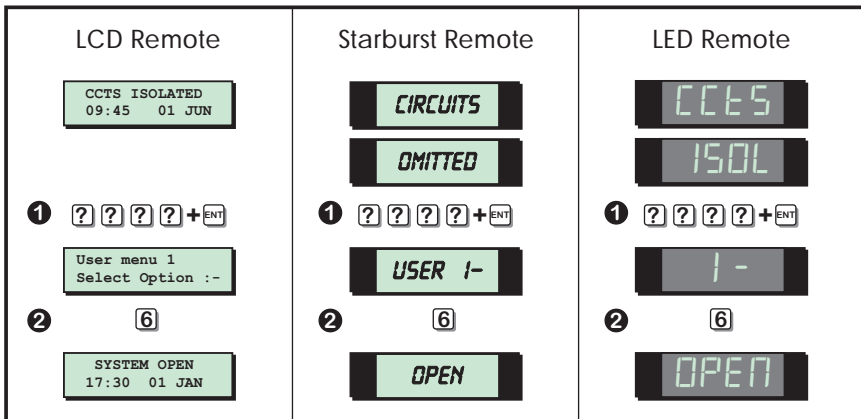 LCD Remote
CCTS ISOLATED
09:45 01 JUN
1 ? ? ? ? + ENT
User menu 1
Select Option :-
2 6
SYSTEM OPEN
17:30 01 JAN
Starburst Remote
CIRCUITS
OMITTED
1 ? ? ? ? + ENT
USER 1-
2 6
OPEN
LED Remote
CCtS
ISOL
1 ? ? ? ? + ENT
1 -
2 6
OPEn